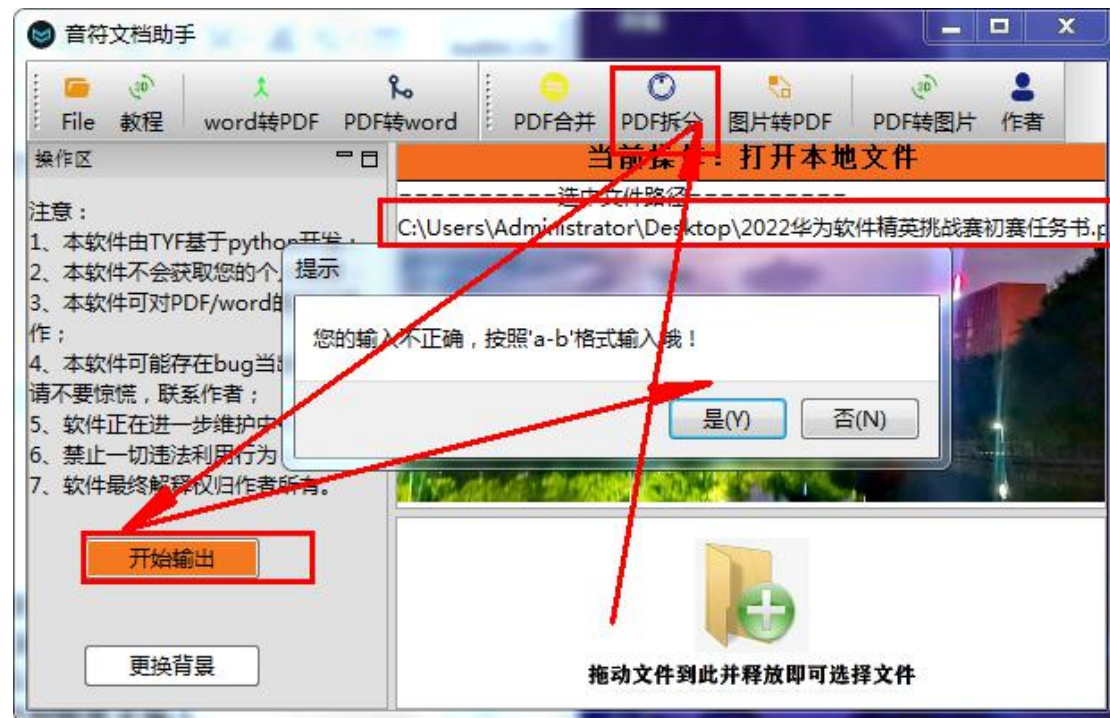 音符文档助手
File 教程 word转PDF PDF转word PDF合并 PDF拆分 图片转PDF PDF转图片 作者
操作区
当前操作：打开本地文件
----------选中文件路径----------
C:\Users\Administrator\Desktop\2022华为软件精英挑战赛初赛任务书.p
注意：
1、本软件由TYF基于python开发；
2、本软件不会获取您的个人
3、本软件可对PDF/word的
作；
4、本软件可能存在bug当出
请不要惊慌，联系作者；
5、软件正在进一步维护中
6、禁止一切违法利用行为
7、软件最终解释权归作者所有。
提示
您的输入不正确，按照'a-b'格式输入哦！
是(Y) 否(N)
开始输出
更换背景
拖动文件到此并释放即可选择文件